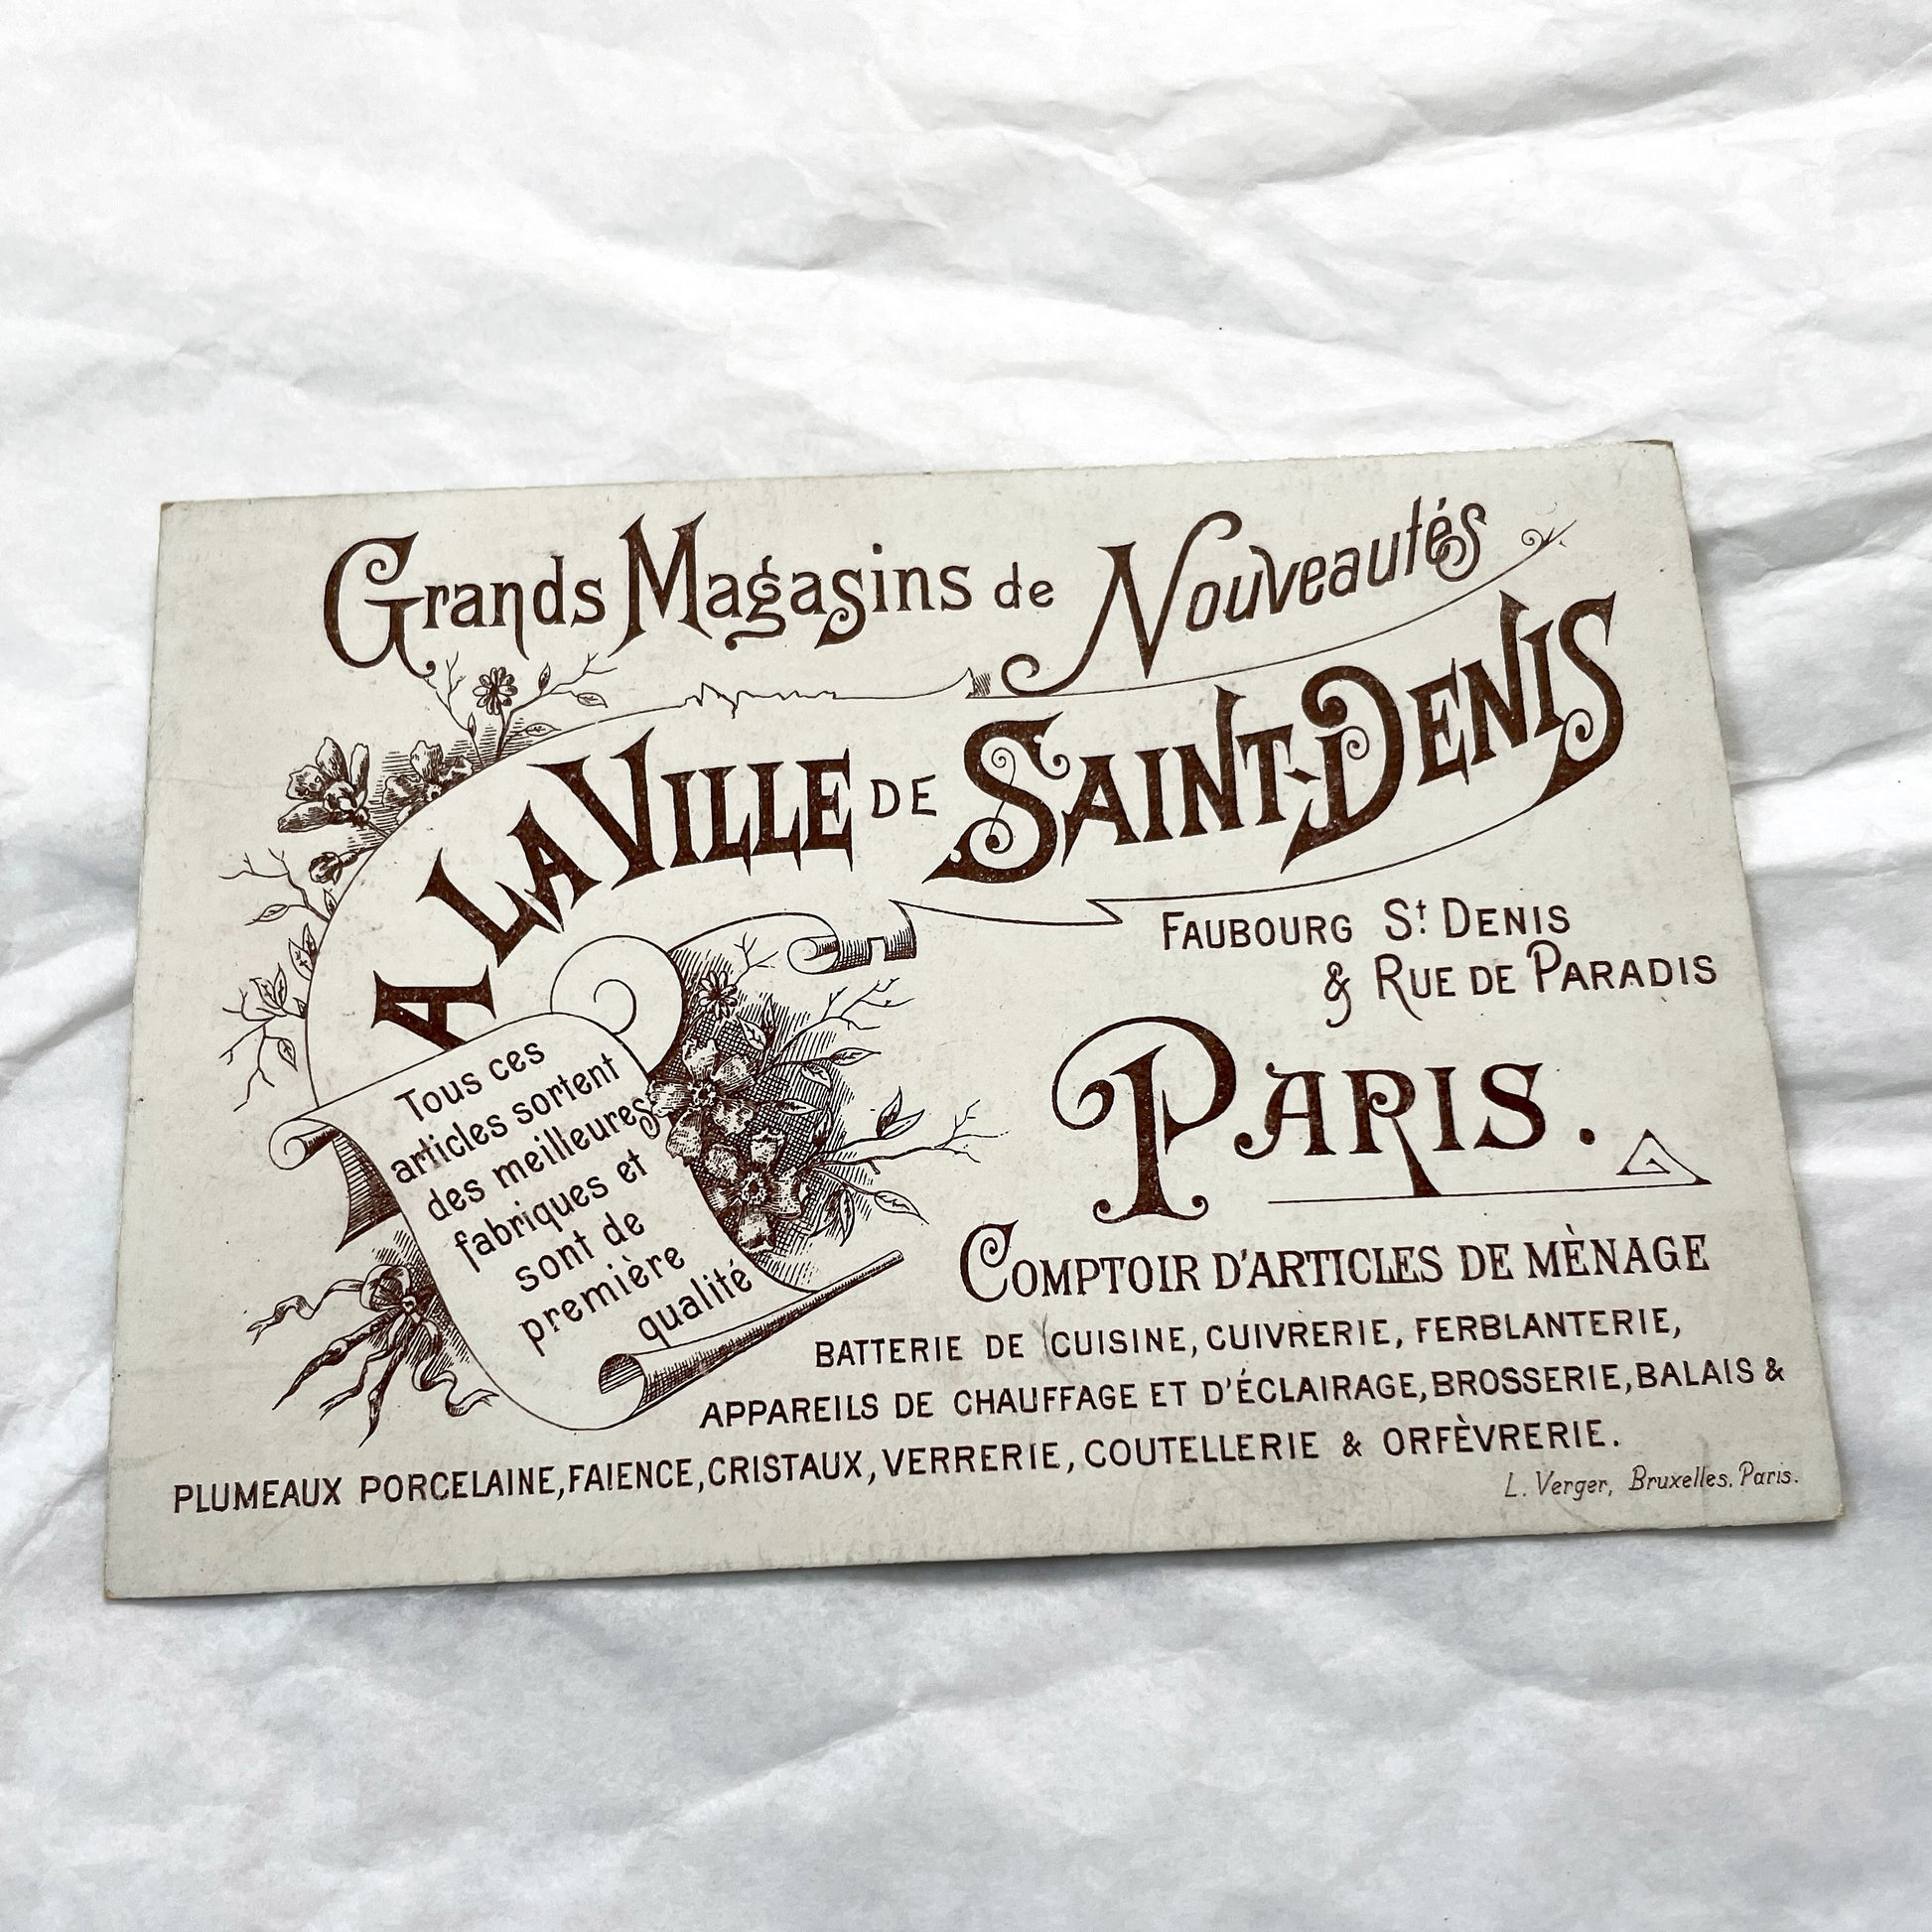 Grands Magasins de Nouveautés
A LA VILLE DE SAINT-DENIS
FAUBOURG St DENIS
& RUE DE PARADIS
PARIS.
Tous ces
articles sortent
des meilleures
fabriques et
sont de
première
qualité
COMPTOIR D'ARTICLES DE MÈNAGE
BATTERIE DE CUISINE, CUIVRERIE, FERBLANTERIE,
APPAREILS DE CHAUFFAGE ET D'ÉCLAIRAGE, BROSSERIE, BALAIS &
PLUMEAUX PORCELAINE, FAIENCE, CRISTAUX, VERRERIE, COUTELLERIE & ORFÈVRERIE.
L. Verger, Bruxelles. Paris.